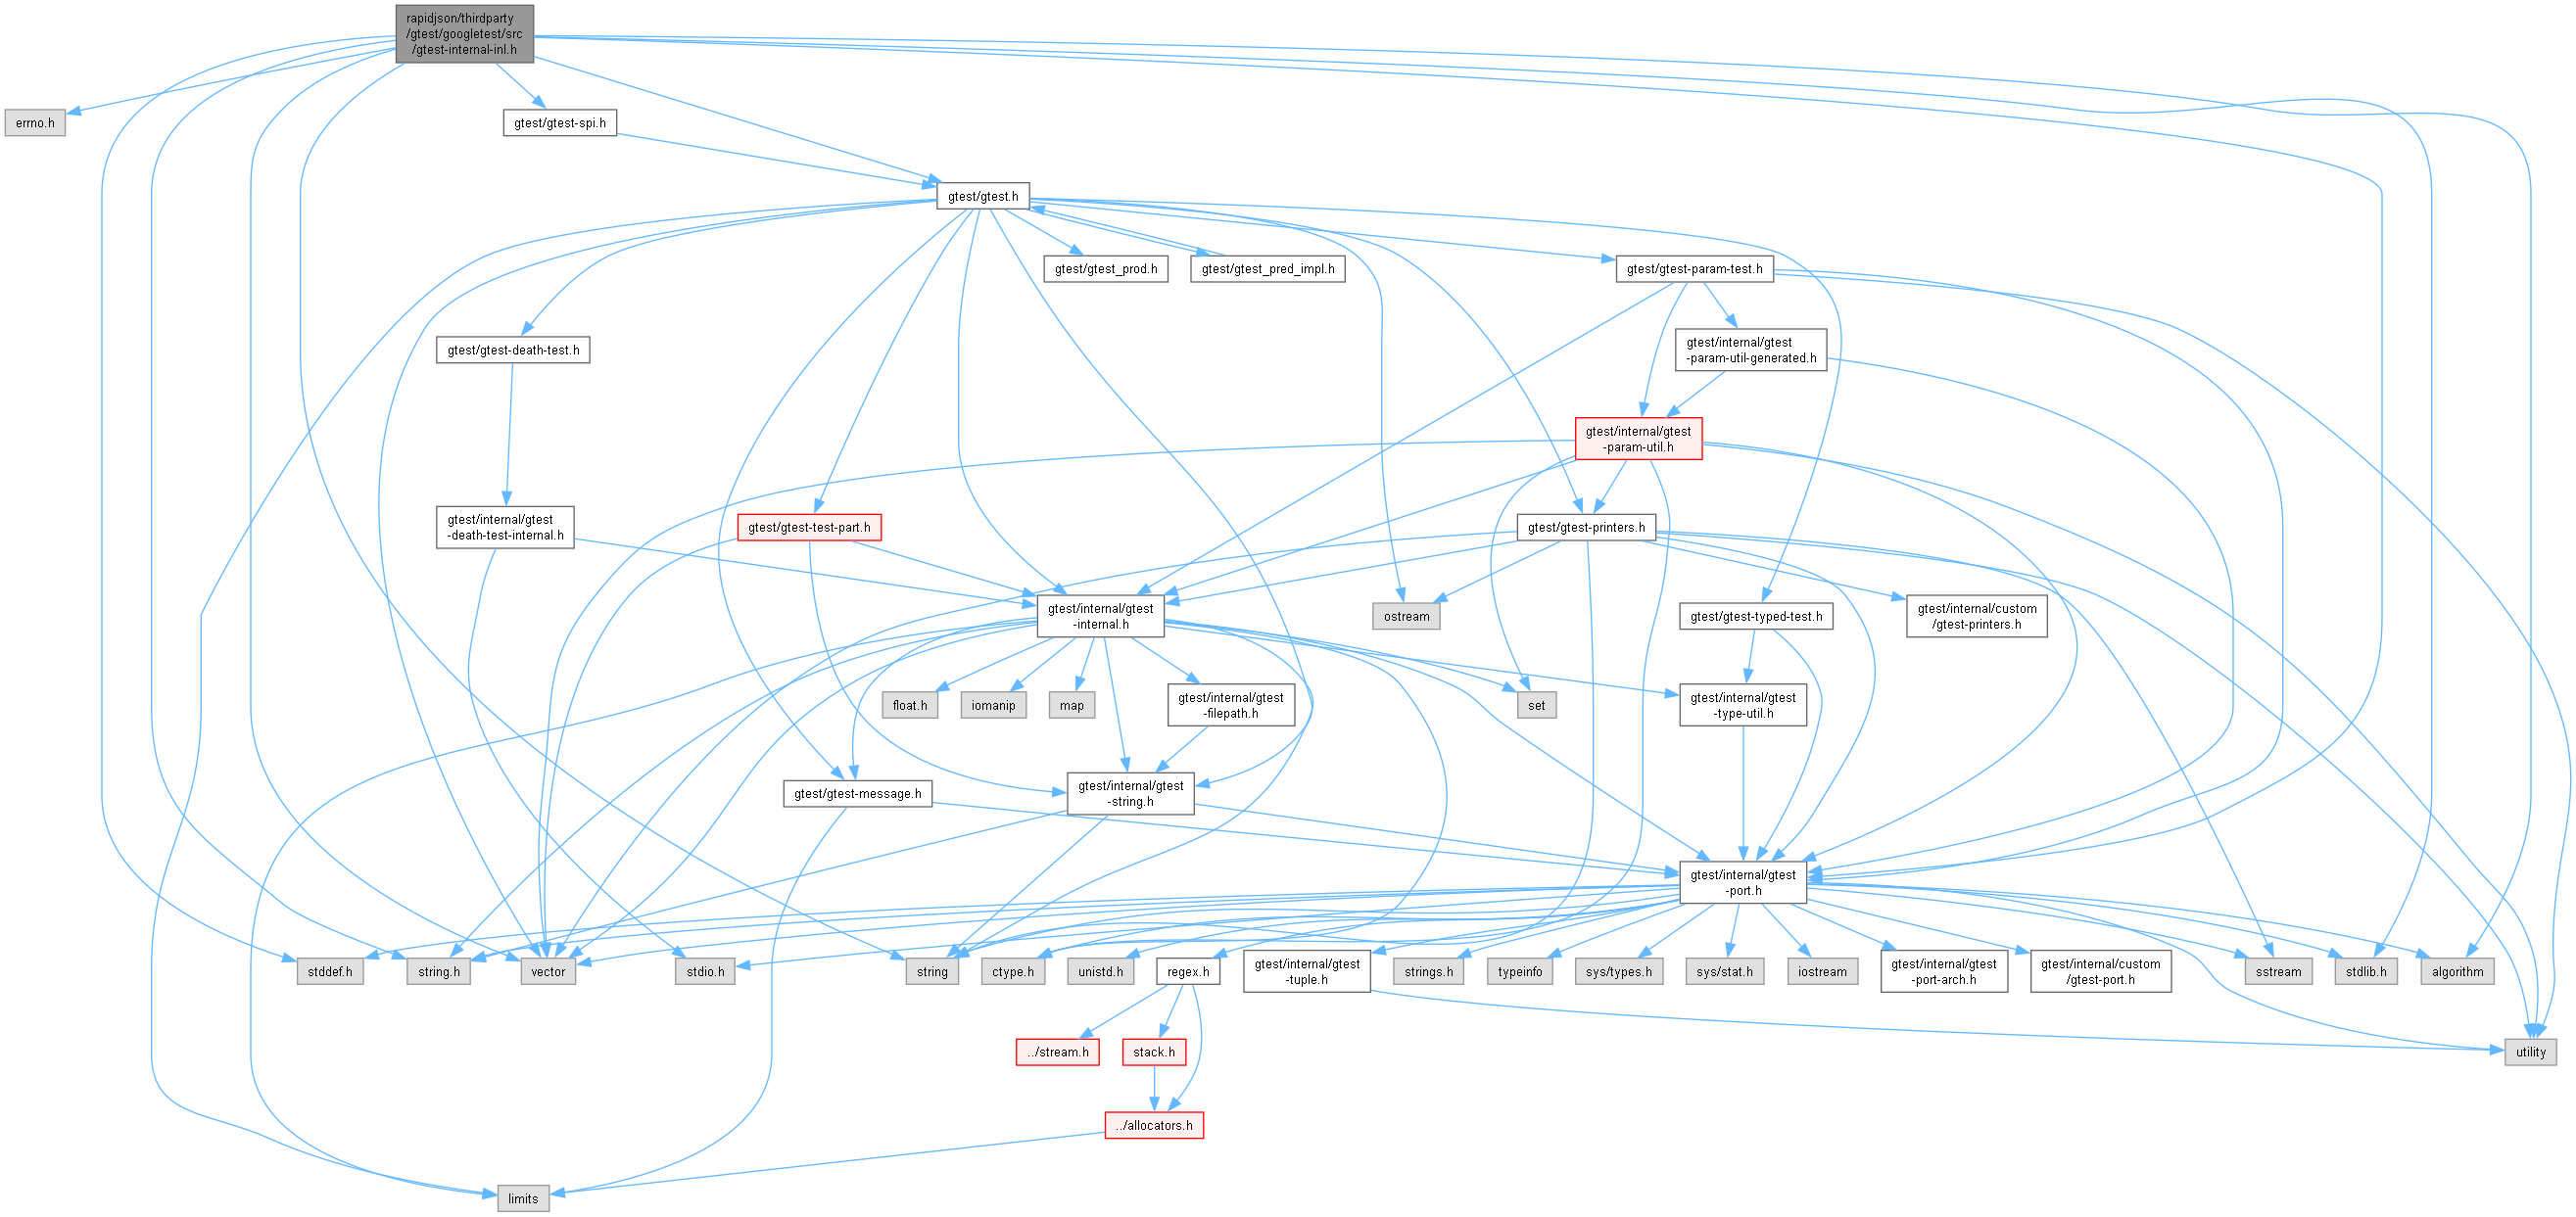 rapidjson/thirdparty
/gtest/googletest/src
/gtest-internal-inl.h
errno.h
gtest/gtest-spi.h
gtest/gtest.h
gtest/gtest_prod.h
gtest/gtest_pred_impl.h
gtest/gtest-param-test.h
gtest/gtest-death-test.h
gtest/internal/gtest
-param-util-generated.h
gtest/internal/gtest
-param-util.h
gtest/internal/gtest
-death-test-internal.h
gtest/gtest-test-part.h
gtest/gtest-printers.h
gtest/internal/gtest
-internal.h
ostream
gtest/gtest-typed-test.h
gtest/internal/custom
/gtest-printers.h
float.h
iomanip
map
gtest/internal/gtest
-filepath.h
set
gtest/internal/gtest
-type-util.h
gtest/gtest-message.h
gtest/internal/gtest
-string.h
gtest/internal/gtest
-port.h
stddef.h
string.h
vector
stdio.h
string
ctype.h
unistd.h
regex.h
gtest/internal/gtest
-tuple.h
strings.h
typeinfo
sys/types.h
sys/stat.h
iostream
gtest/internal/gtest
-port-arch.h
gtest/internal/custom
/gtest-port.h
sstream
stdlib.h
algorithm
../stream.h
stack.h
utility
../allocators.h
limits